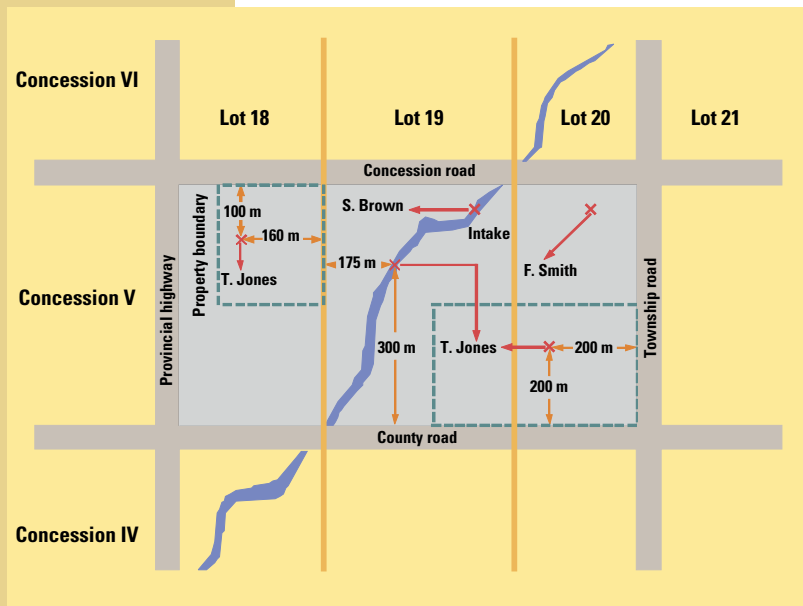 Concession VI
Lot 18
Lot 19
Lot 20
Lot 21
Concession road
Property boundary
100 m
160 m
T. Jones
S. Brown
Intake
175 m
F. Smith
Provincial highway
Concession V
Township road
300 m
T. Jones
200 m
200 m
County road
Concession IV